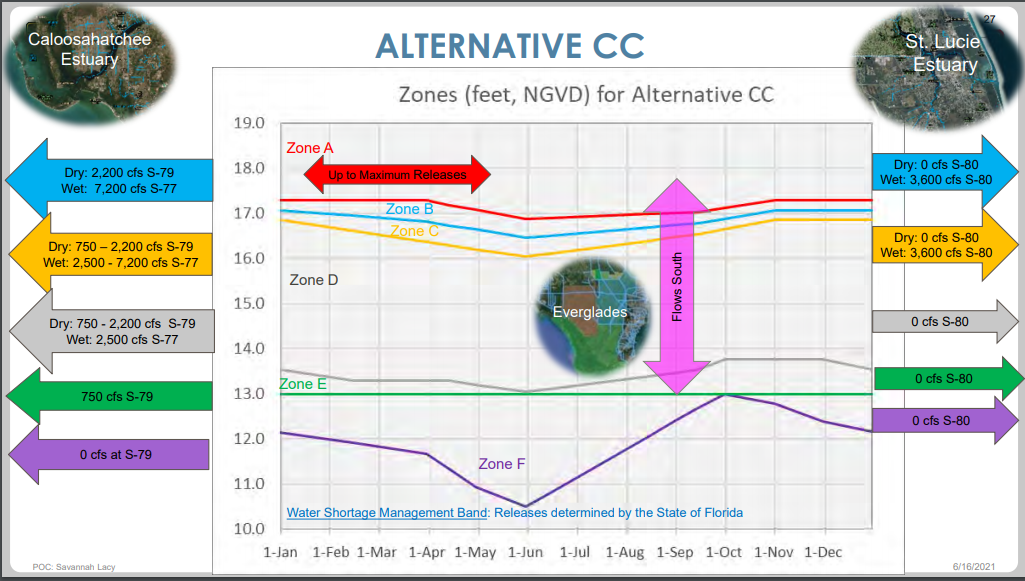 27
Caloosahatchee
Estuary
ALTERNATIVE CC
St. Lucie
Estuary
Zones (feet, NGVD) for Alternative CC
19.0
18.0
17.0
16.0
15.0
14.0
13.0
12.0
11.0
10.0
Zone A
Up to Maximum Releases
Zone B
Zone C
Zone D
Everglades
Flows South
Zone E
Zone F
Water Shortage Management Band: Releases determined by the State of Florida
1-Jan 1-Feb 1-Mar 1-Apr 1-May 1-Jun 1-Jul 1-Aug 1-Sep 1-Oct 1-Nov 1-Dec
Dry: 2,200 cfs S-79
Wet: 7,200 cfs S-77
Dry: 750 – 2,200 cfs S-79
Wet: 2,500 - 7,200 cfs S-77
Dry: 750 - 2,200 cfs S-79
Wet: 2,500 cfs S-77
750 cfs S-79
0 cfs at S-79
Dry: 0 cfs S-80
Wet: 3,600 cfs S-80
Dry: 0 cfs S-80
Wet: 3,600 cfs S-80
0 cfs S-80
0 cfs S-80
0 cfs S-80
POC: Savannah Lacy
6/16/2021